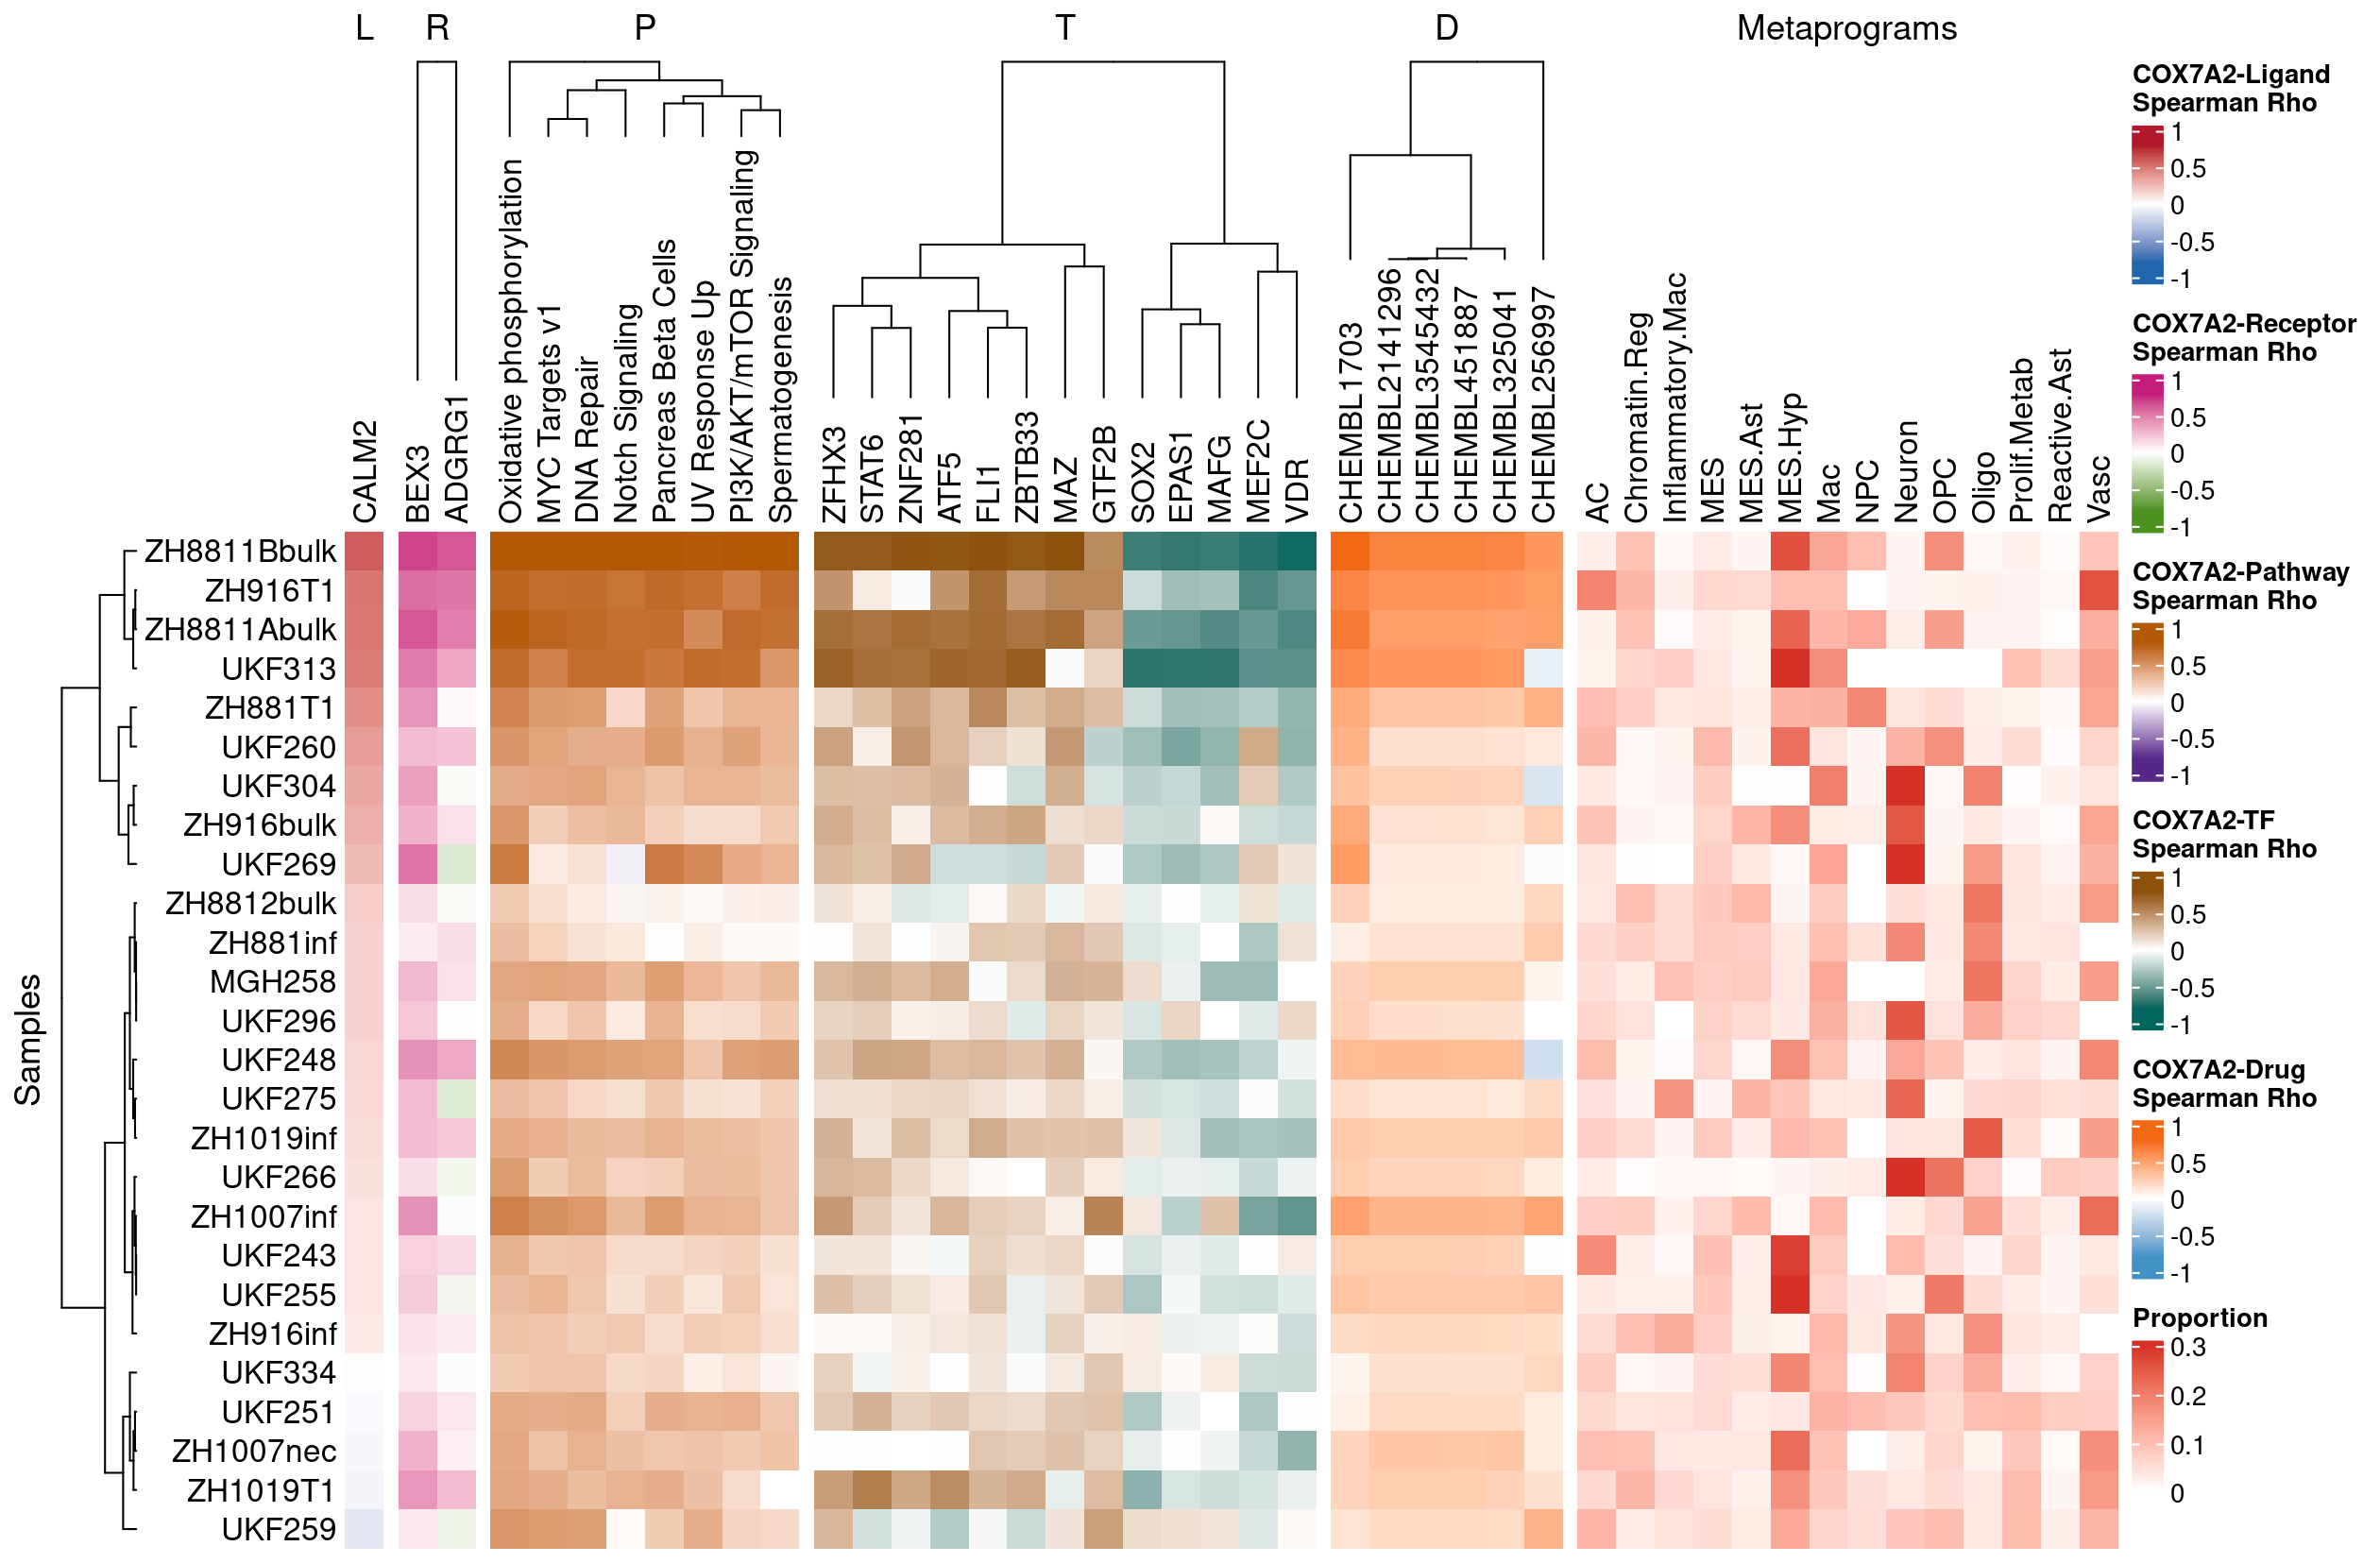 L R P T D Metaprograms
CALM2
BEX3
ADGRG1
Oxidative phosphorylation
MYC Targets v1
DNA Repair
Notch Signaling
Pancreas Beta Cells
UV Response Up
PI3K/AKT/mTOR Signaling
Spermatogenesis
ZFHX3
STAT6
ZNF281
ATF5
FLI1
ZBTB33
MAZ
GTF2B
SOX2
EPAS1
MAFG
MEF2C
VDR
CHEMBL1703
CHEMBL2141296
CHEMBL3545432
CHEMBL451887
CHEMBL325041
CHEMBL256997
AC
Chromatin.Reg
Inflammatory.Mac
MES
MES.Ast
MES.Hyp
Mac
NPC
Neuron
OPC
Oligo
Prolif.Metab
Reactive.Ast
Vasc
Samples
ZH8811Bbulk
ZH916T1
ZH8811Abulk
UKF313
ZH881T1
UKF260
UKF304
ZH916bulk
UKF269
ZH8812bulk
ZH881inf
MGH258
UKF296
UKF248
UKF275
ZH1019inf
UKF266
ZH1007inf
UKF243
UKF255
ZH916inf
UKF334
UKF251
ZH1007nec
ZH1019T1
UKF259
COX7A2-Ligand
Spearman Rho
1
0.5
0
-0.5
-1
COX7A2-Receptor
Spearman Rho
1
0.5
0
-0.5
-1
COX7A2-Pathway
Spearman Rho
1
0.5
0
-0.5
-1
COX7A2-TF
Spearman Rho
1
0.5
0
-0.5
-1
COX7A2-Drug
Spearman Rho
1
0.5
0
-0.5
-1
Proportion
0.3
0.2
0.1
0